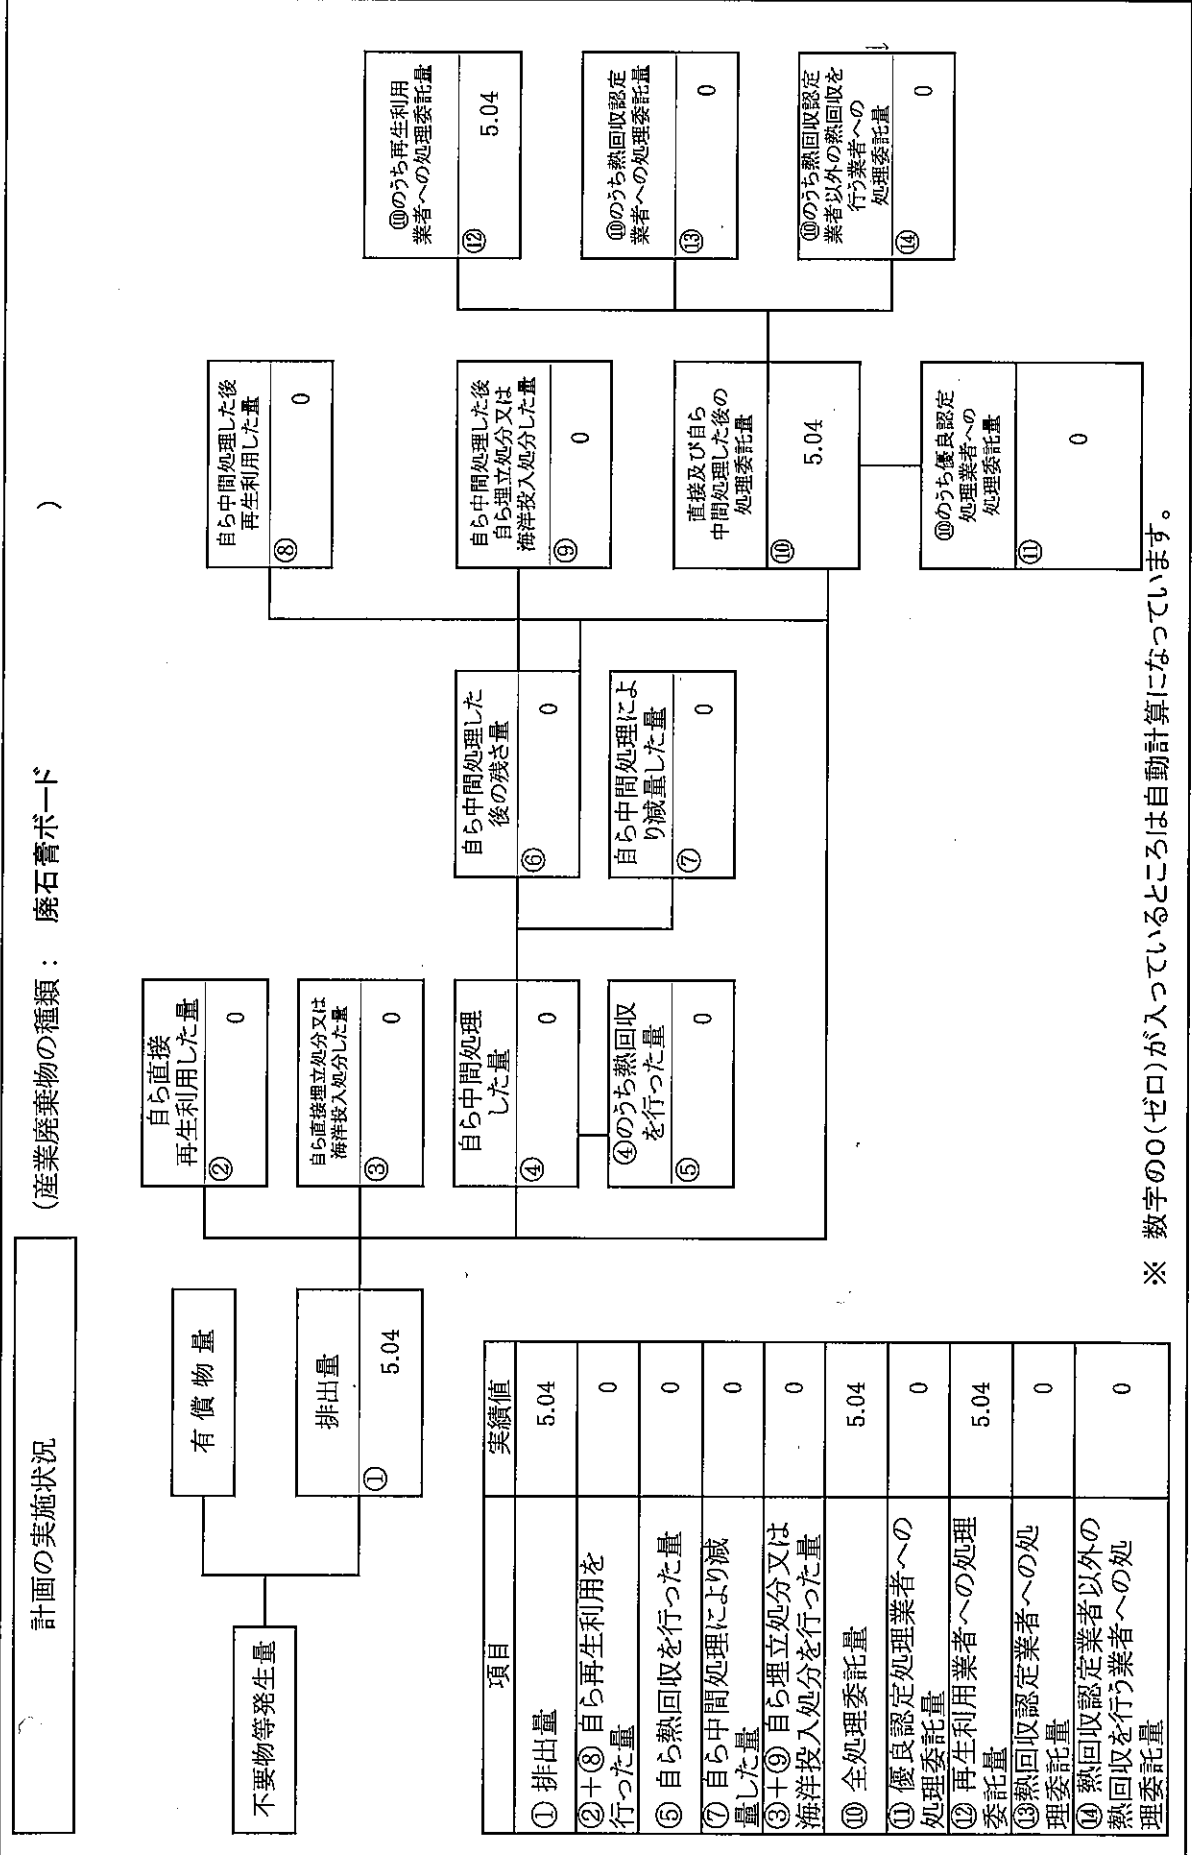 計画の実施状況
(産業廃棄物の種類： 廃石膏ボード )
不要物等発生量
有償物量
排出量
① 5.04
自ら直接
再生利用した量
② 0
自ら直接埋立処分又は
海洋投入処分した量
③ 0
自ら中間処理
した量
④ 0
④のうち熱回収
を行った量
⑤ 0
自ら中間処理した
後の残さ量
⑥ 0
自ら中間処理によ
り減量した量
⑦ 0
自ら中間処理した後
再生利用した量
⑧ 0
自ら中間処理した後
自ら埋立処分又は
海洋投入処分した量
⑨ 0
直接及び自ら
中間処理した後の
処理委託量
⑩ 5.04
⑩のうち優良認定
処理業者への
処理委託量
⑪ 0
⑩のうち再生利用
業者への処理委託量
⑫ 5.04
⑩のうち熱回収認定
業者への処理委託量
⑬ 0
⑩のうち熱回収認定
業者以外の熱回収を
行う業者への
処理委託量
⑭ 0
項目 実績値
① 排出量 5.04
②＋⑧ 自ら再生利用を
行った量 0
⑤ 自ら熱回収を行った量 0
⑦ 自ら中間処理により減
量した量 0
③＋⑨ 自ら埋立処分又は
海洋投入処分を行った量 0
⑩ 全処理委託量 5.04
⑪ 優良認定処理業者への
処理委託量 0
⑫ 再生利用業者への処理
委託量 5.04
⑬熱回収認定業者への処
理委託量 0
⑭ 熱回収認定業者以外の
熱回収を行う業者への処
理委託量 0
※ 数字の0(ゼロ)が入っているところは自動計算になっています。